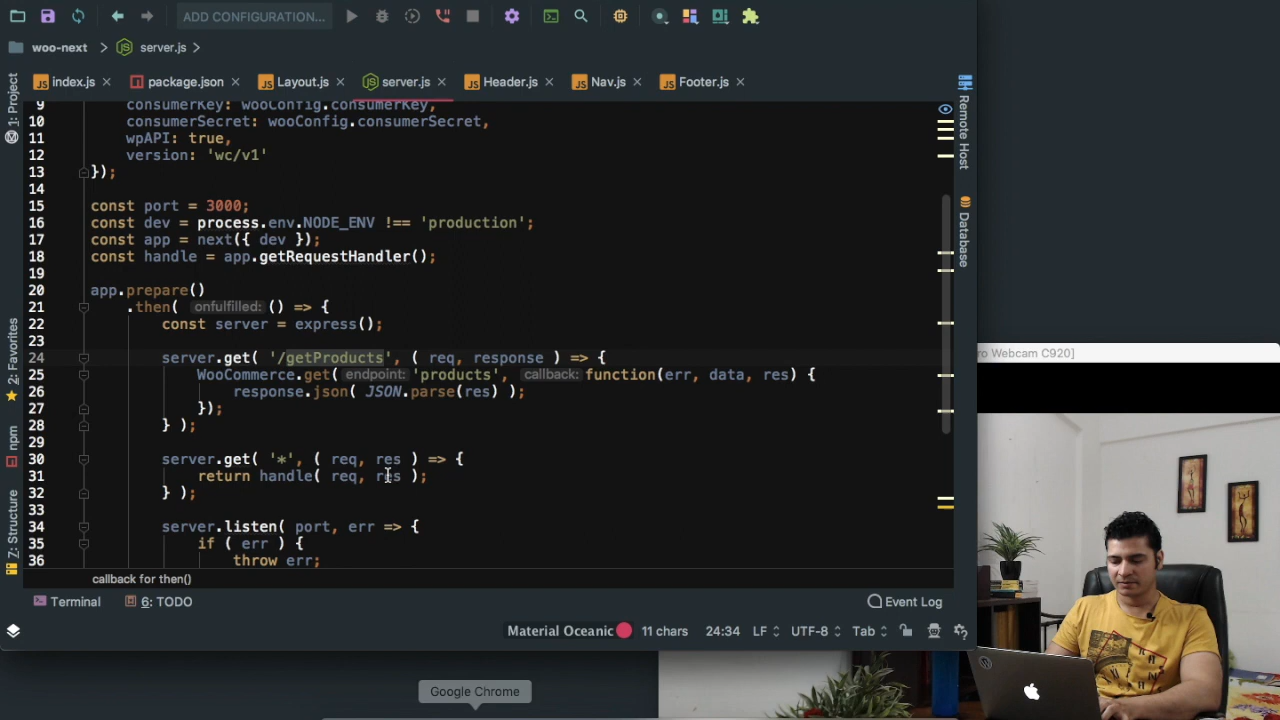 ADD CONFIGURATION...
woo-next
server.js
index.js
package.json
Layout.js
server.js
Header.js
Nav.js
Footer.js
1: Project
2: Favorites
npm
7: Structure
Remote Host
Database
9 consumerKey: wooConfig.consumerKey,
10 consumerSecret: wooConfig.consumerSecret,
11 wpAPI: true,
12 version: 'wc/v1'
13 });
14
15 const port = 3000;
16 const dev = process.env.NODE_ENV !== 'production';
17 const app = next({ dev });
18 const handle = app.getRequestHandler();
19
20 app.prepare()
21 .then( onfulfilled: () => {
22 const server = express();
23
24 server.get( '/getProducts', ( req, response ) => {
25 WooCommerce.get( endpoint: 'products', callback: function(err, data, res) {
26 response.json( JSON.parse(res) );
27 });
28 } );
29
30 server.get( '*', ( req, res ) => {
31 return handle( req, res );
32 } );
33
34 server.listen( port, err => {
35 if ( err ) {
36 throw err;
callback for then()
Terminal
6: TODO
Event Log
Material Oceanic
11 chars
24:34
LF
UTF-8
Tab
Google Chrome
ro Webcam C920]